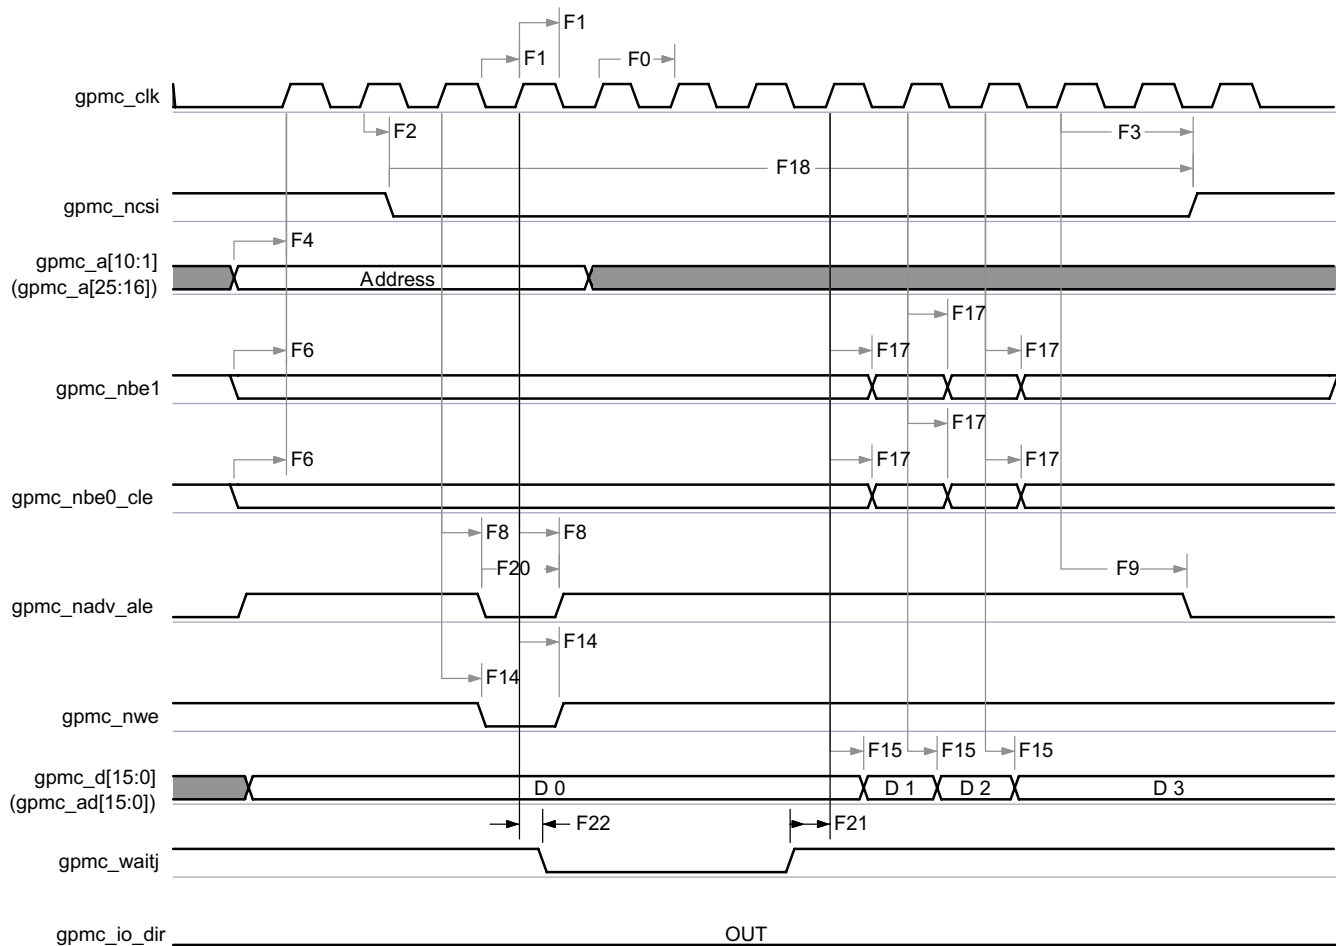 F1
F1 F0
gpmc_clk
F2 F3
F18
gpmc_ncsi
F4
gpmc_a[10:1]
(gpmc_a[25:16])
Address
F17
F6 F17 F17
gpmc_nbe1
F17
F6 F17 F17
gpmc_nbe0_cle
F8 F8
F20 F9
gpmc_nadv_ale
F14
F14
gpmc_nwe
F15 F15 F15
gpmc_d[15:0]
(gpmc_ad[15:0])
D 0 D 1 D 2 D 3
F22 F21
gpmc_waitj
gpmc_io_dir OUT